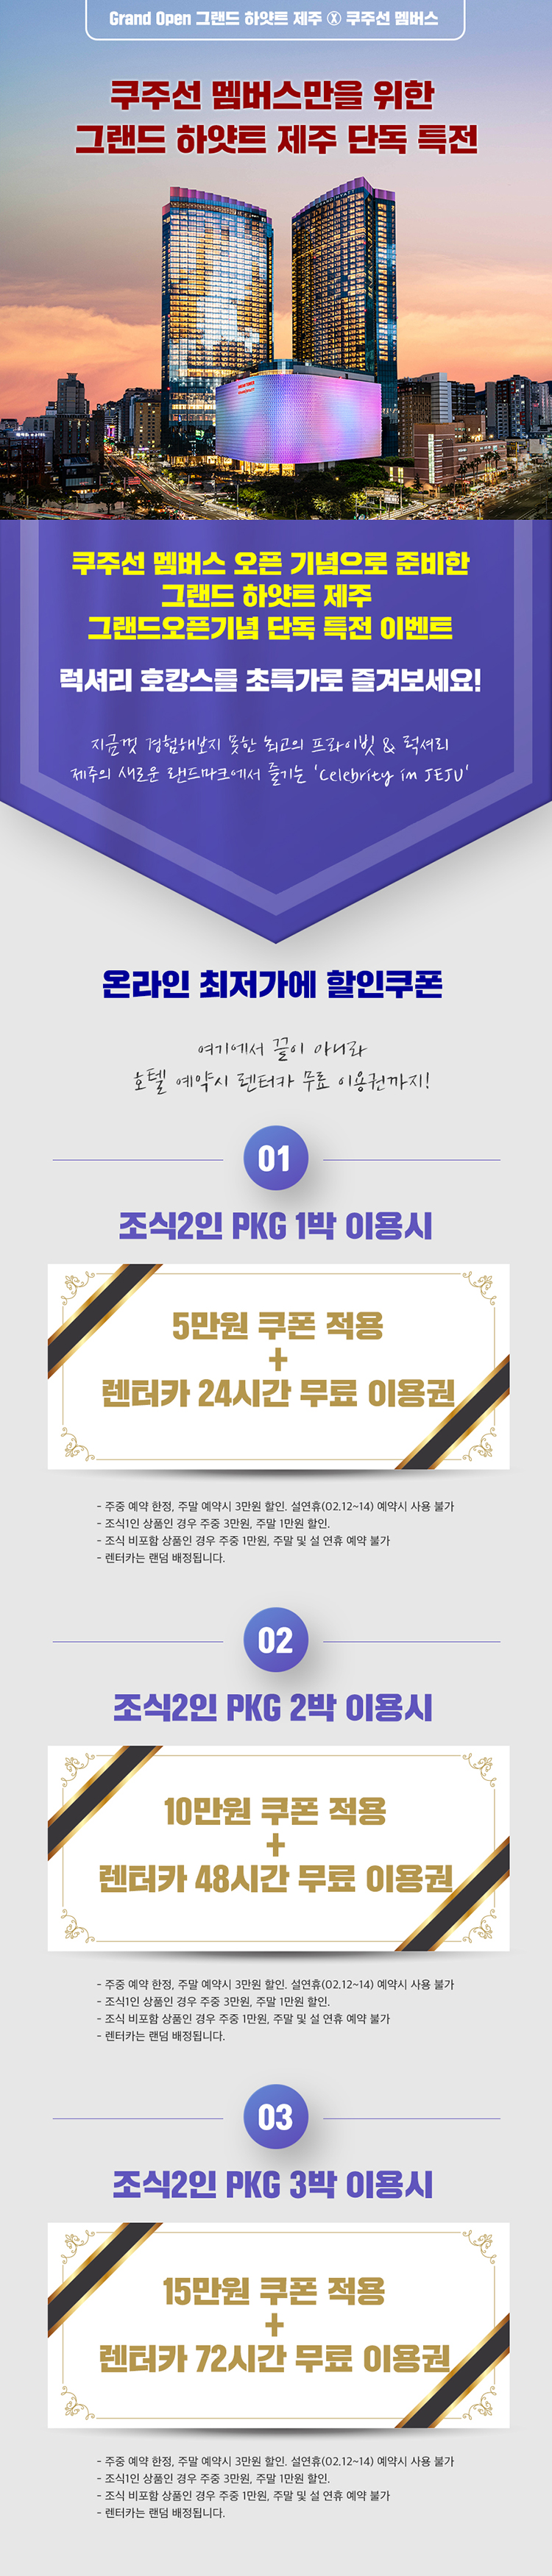 Grand Open 그랜드 하얏트 제주 ⓧ 쿠주선 멤버스
쿠주선 멤버스만을 위한
그랜드 하얏트 제주 단독 특전
쿠주선 멤버스 오픈 기념으로 준비한
그랜드 하얏트 제주
그랜드오픈기념 단독 특전 이벤트
럭셔리 호캉스를 초특가로 즐겨보세요!
지금껏 경험해보지 못한 최고의 프라이빗 & 럭셔리
제주의 새로운 랜드마크에서 즐기는 'Celebrity in JEJU'
온라인 최저가에 할인쿠폰
여기에서 끝이 아니라
호텔 예약시 렌터카 무료 이용권까지!
01
조식2인 PKG 1박 이용시
5만원 쿠폰 적용
+
렌터카 24시간 무료 이용권
- 주중 예약 한정, 주말 예약시 3만원 할인. 설연휴(02.12~14) 예약시 사용 불가
- 조식1인 상품인 경우 주중 3만원, 주말 1만원 할인.
- 조식 비포함 상품인 경우 주중 1만원, 주말 및 설 연휴 예약 불가
- 렌터카는 랜덤 배정됩니다.
02
조식2인 PKG 2박 이용시
10만원 쿠폰 적용
+
렌터카 48시간 무료 이용권
- 주중 예약 한정, 주말 예약시 3만원 할인. 설연휴(02.12~14) 예약시 사용 불가
- 조식1인 상품인 경우 주중 3만원, 주말 1만원 할인.
- 조식 비포함 상품인 경우 주중 1만원, 주말 및 설 연휴 예약 불가
- 렌터카는 랜덤 배정됩니다.
03
조식2인 PKG 3박 이용시
15만원 쿠폰 적용
+
렌터카 72시간 무료 이용권
- 주중 예약 한정, 주말 예약시 3만원 할인. 설연휴(02.12~14) 예약시 사용 불가
- 조식1인 상품인 경우 주중 3만원, 주말 1만원 할인.
- 조식 비포함 상품인 경우 주중 1만원, 주말 및 설 연휴 예약 불가
- 렌터카는 랜덤 배정됩니다.